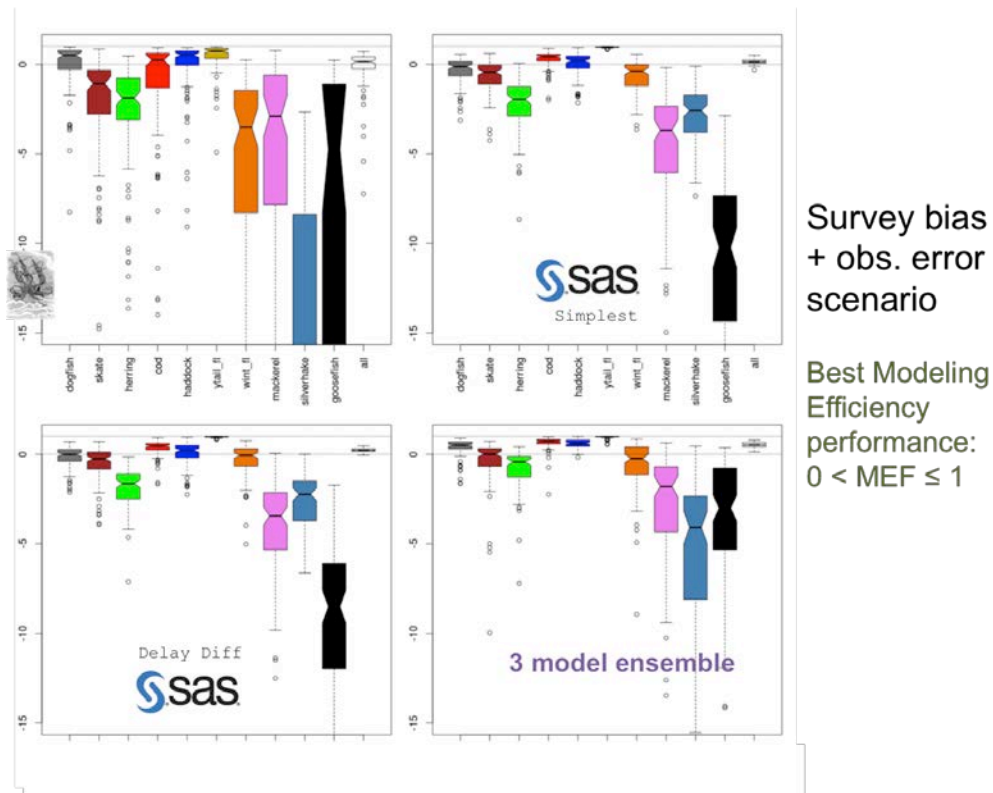 0
-5
-10
-15
dogfish
skate
herring
cod
haddock
ytail_fl
wint_fl
mackerel
silverhake
goosefish
all
0
-5
-10
-15
sas
Simplest
dogfish
skate
herring
cod
haddock
ytail_fl
wint_fl
mackerel
silverhake
goosefish
all
0
-5
-10
-15
Delay Diff
sas
0
-5
-10
-15
3 model ensemble
Survey bias
+ obs. error
scenario
Best Modeling
Efficiency
performance:
0 < MEF ≤ 1